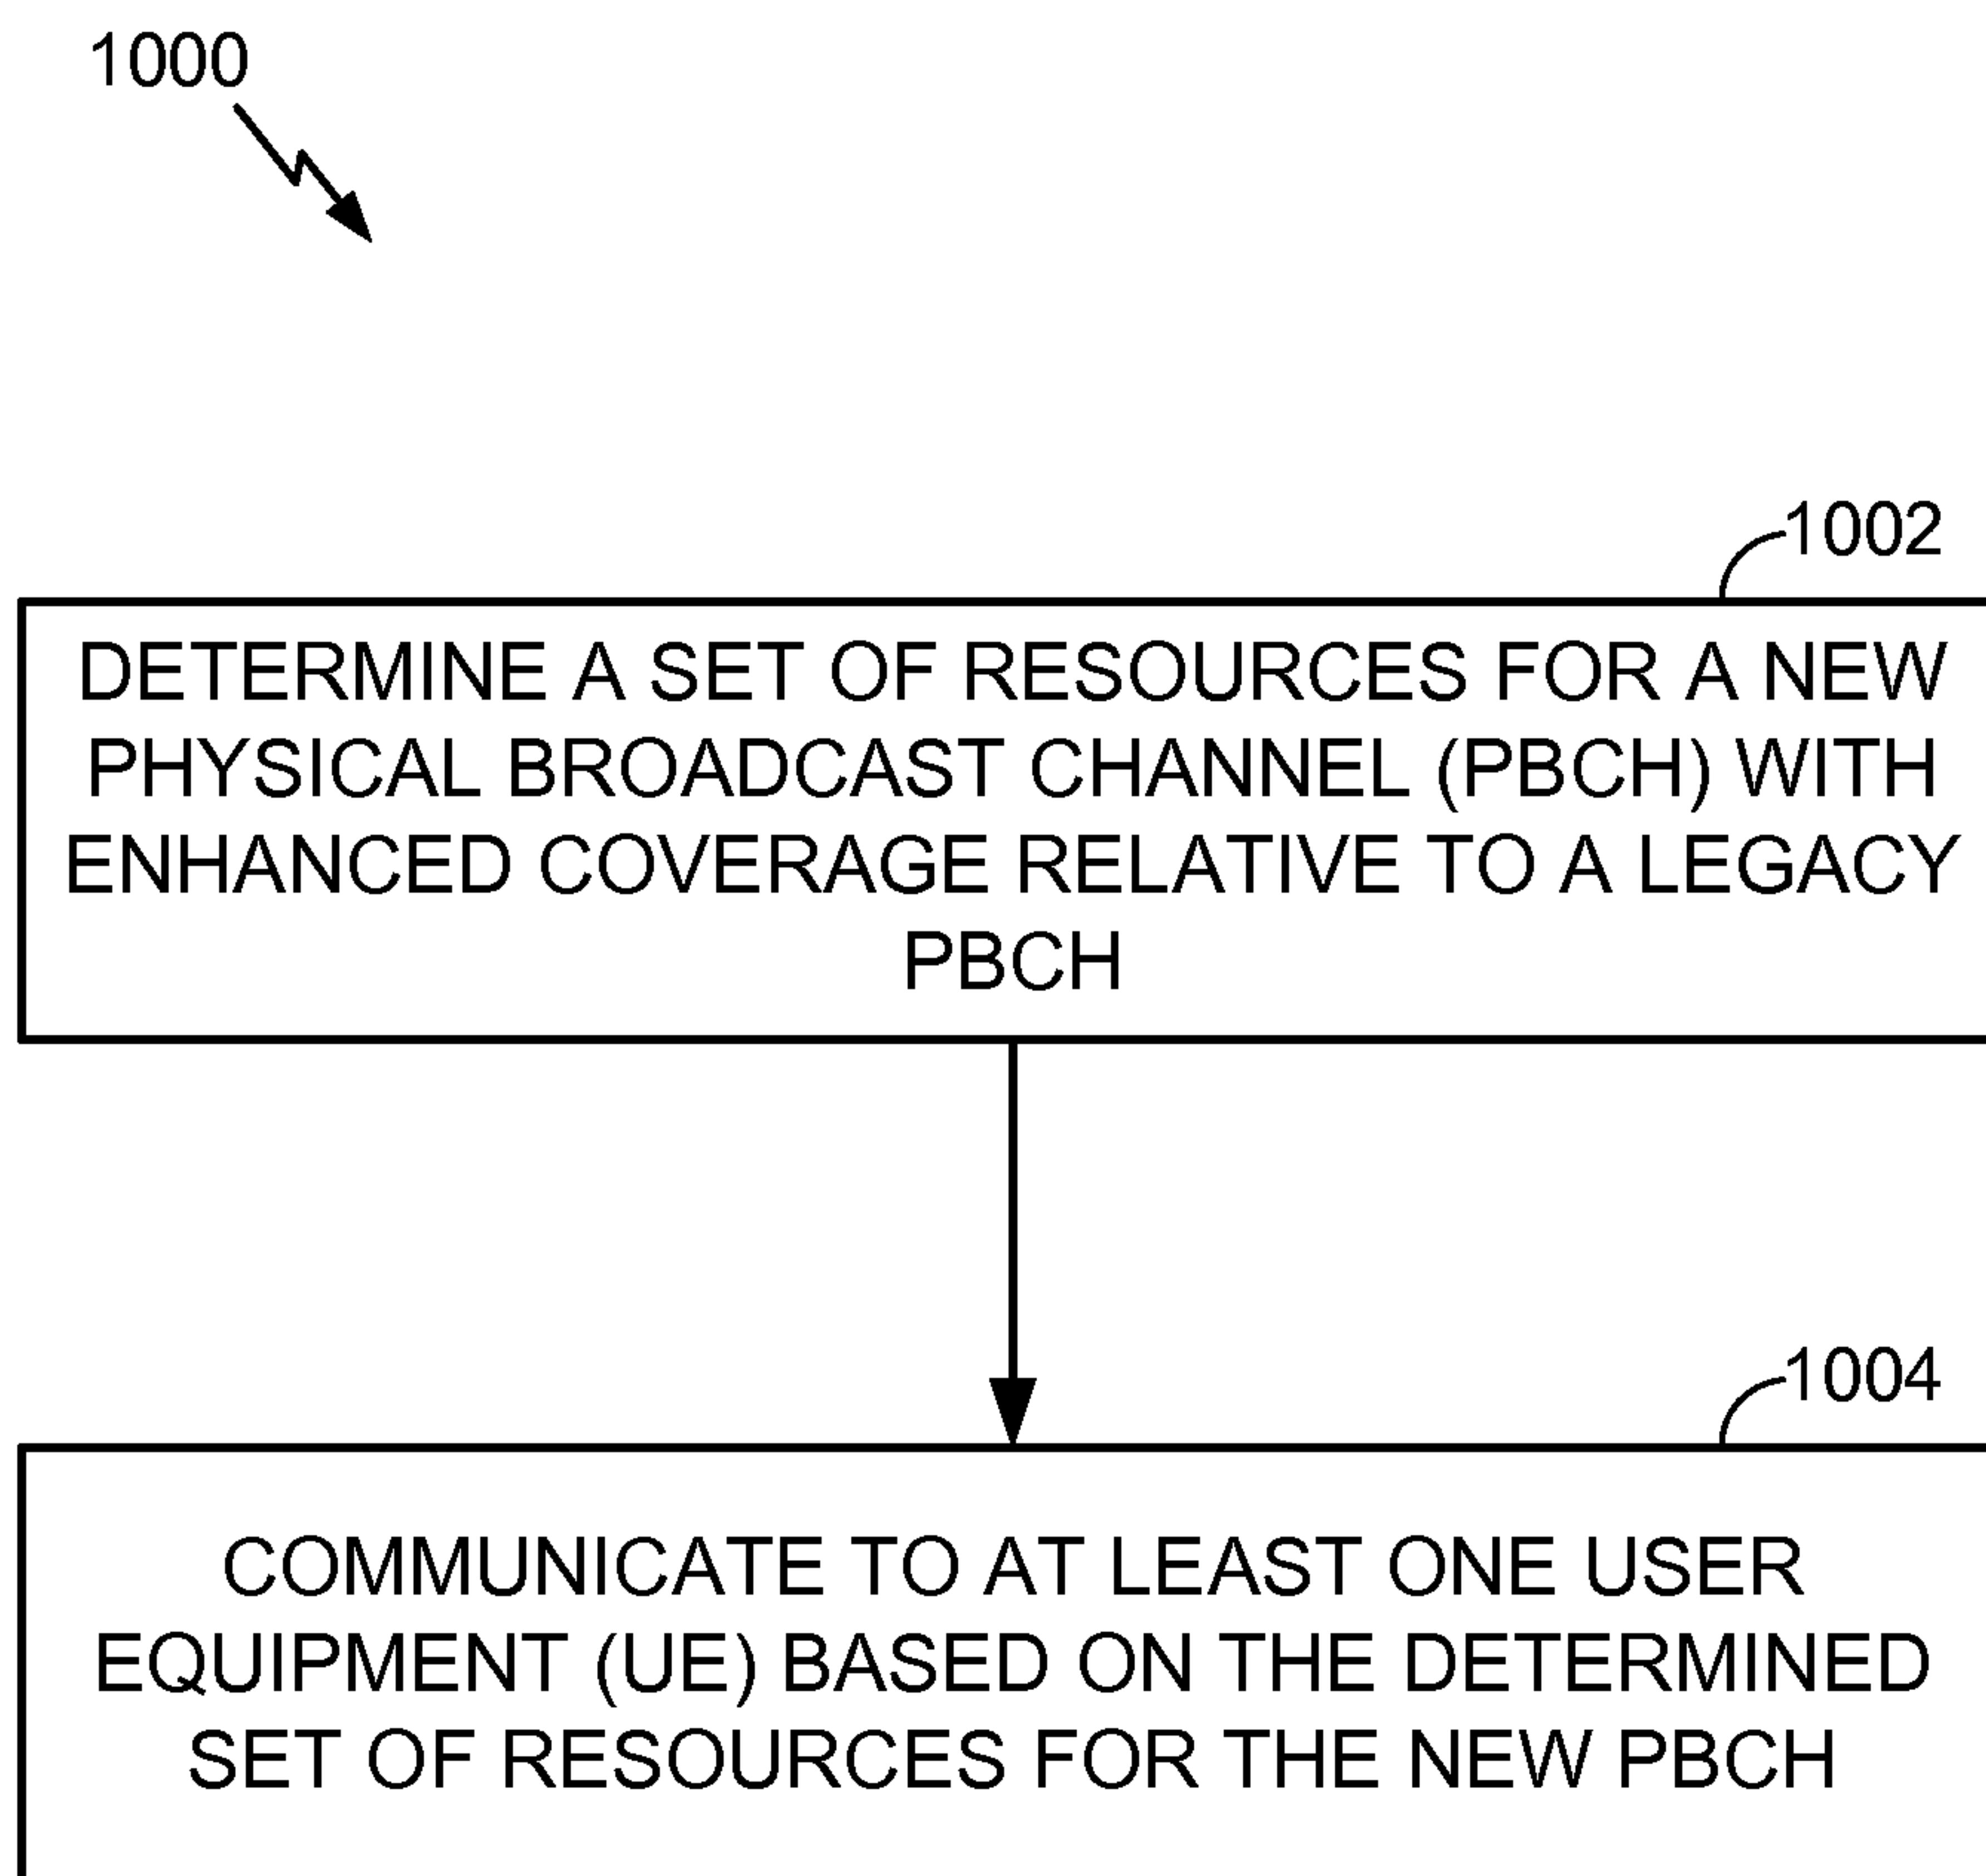 1000
1002
DETERMINE A SET OF RESOURCES FOR A NEW
PHYSICAL BROADCAST CHANNEL (PBCH) WITH
ENHANCED COVERAGE RELATIVE TO A LEGACY
PBCH
1004
COMMUNICATE TO AT LEAST ONE USER
EQUIPMENT (UE) BASED ON THE DETERMINED
SET OF RESOURCES FOR THE NEW PBCH